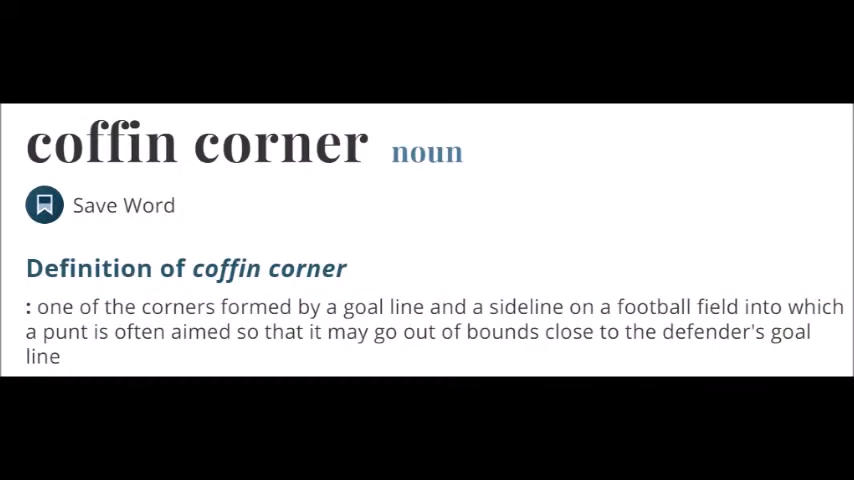 coffin corner noun
Save Word
Definition of coffin corner
: one of the corners formed by a goal line and a sideline on a football field into which
a punt is often aimed so that it may go out of bounds close to the defender's goal
line